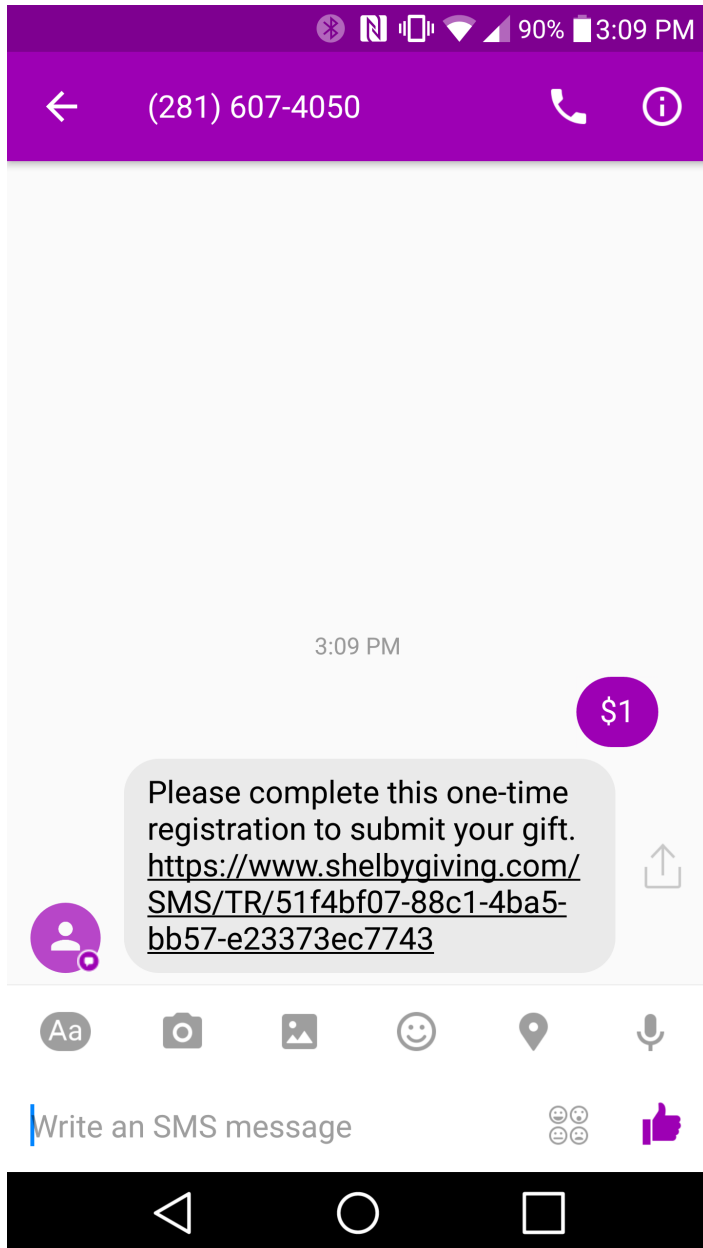 90% 3:09 PM
(281) 607-4050
3:09 PM
$1
Please complete this one-time
registration to submit your gift.
https://www.shelbygiving.com/
SMS/TR/51f4bf07-88c1-4ba5-
bb57-e23373ec7743
Aa
Write an SMS message